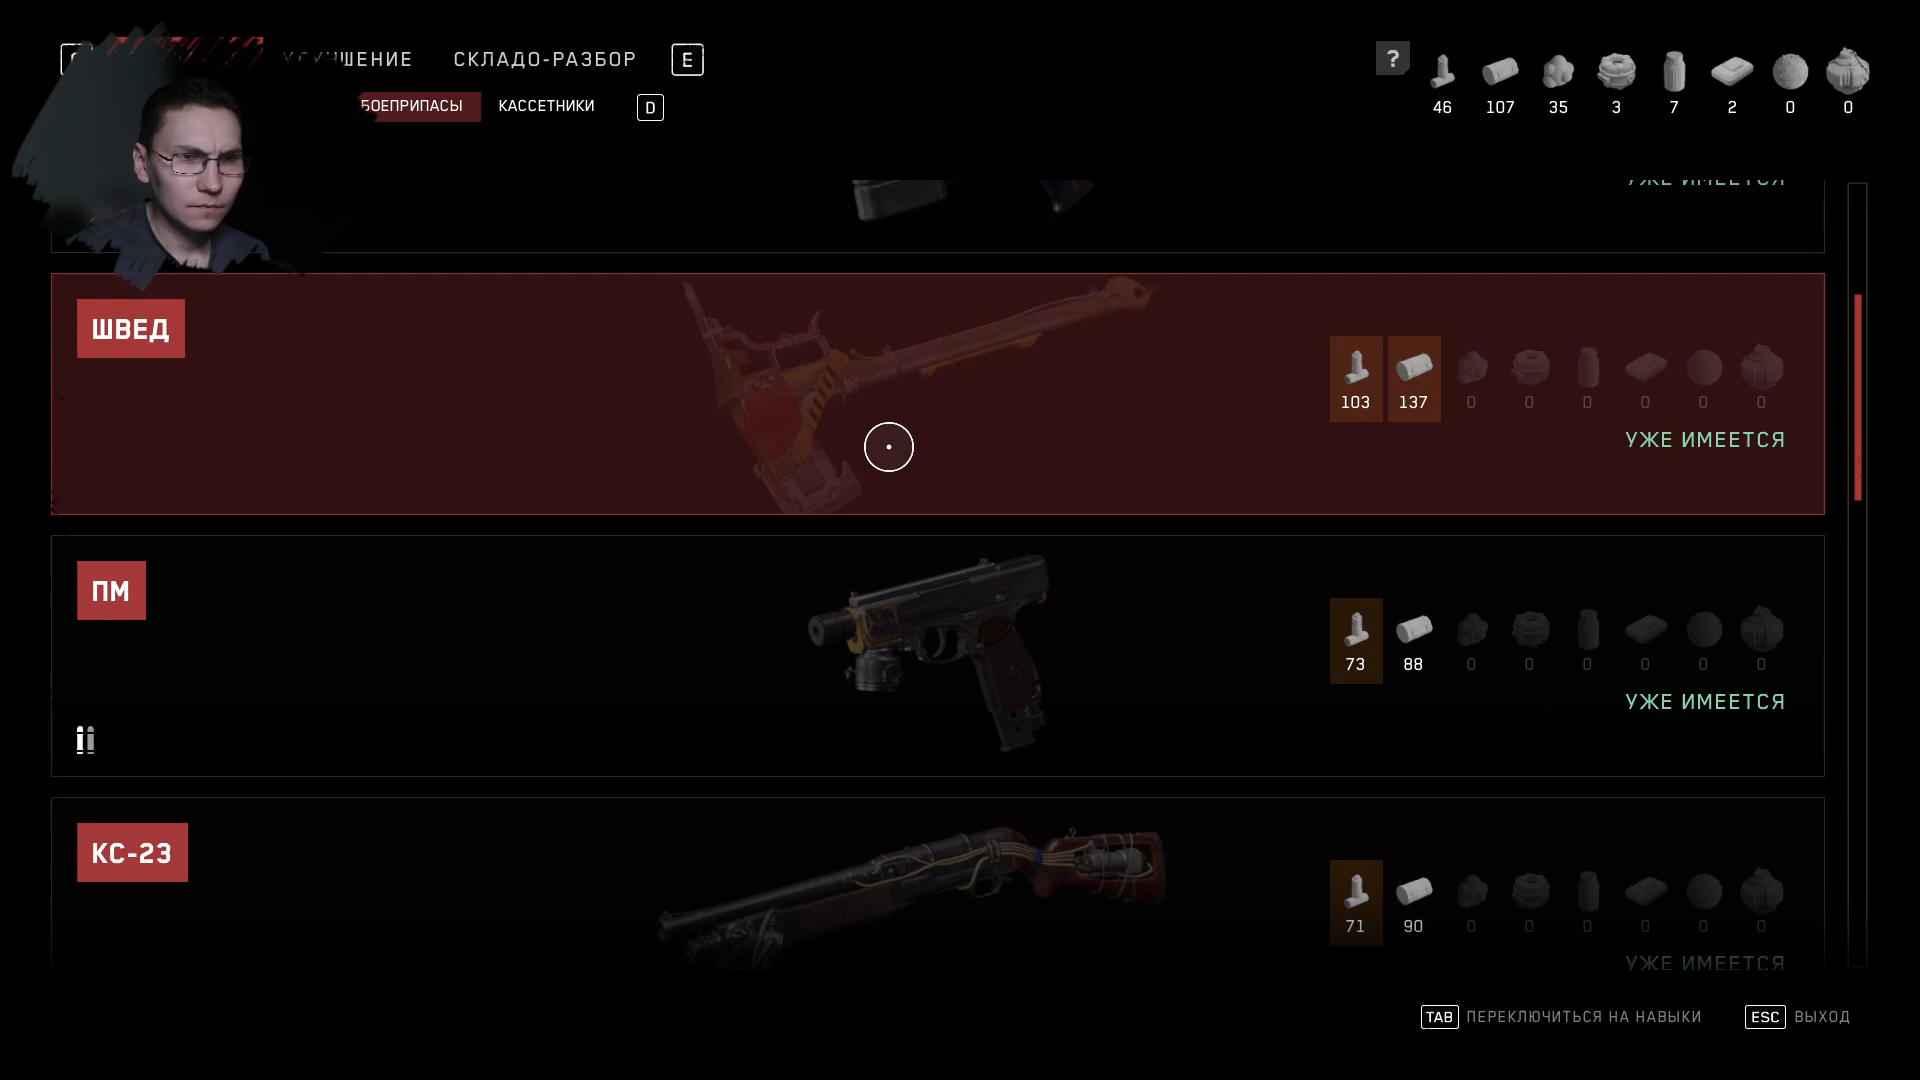 СКЛАДО-РАЗБОР E
БОЕПРИПАСЫ КАССЕТНИКИ D
?
46 107 35 3 7 2 0 0
УЖЕ ИМЕЕТСЯ
ШВЕД
103 137 0 0 0 0 0 0
УЖЕ ИМЕЕТСЯ
ПМ
73 88 0 0 0 0 0 0
УЖЕ ИМЕЕТСЯ
КС-23
71 90 0 0 0 0 0 0
УЖЕ ИМЕЕТСЯ
TAB ПЕРЕКЛЮЧИТЬСЯ НА НАВЫКИ ESC ВЫХОД